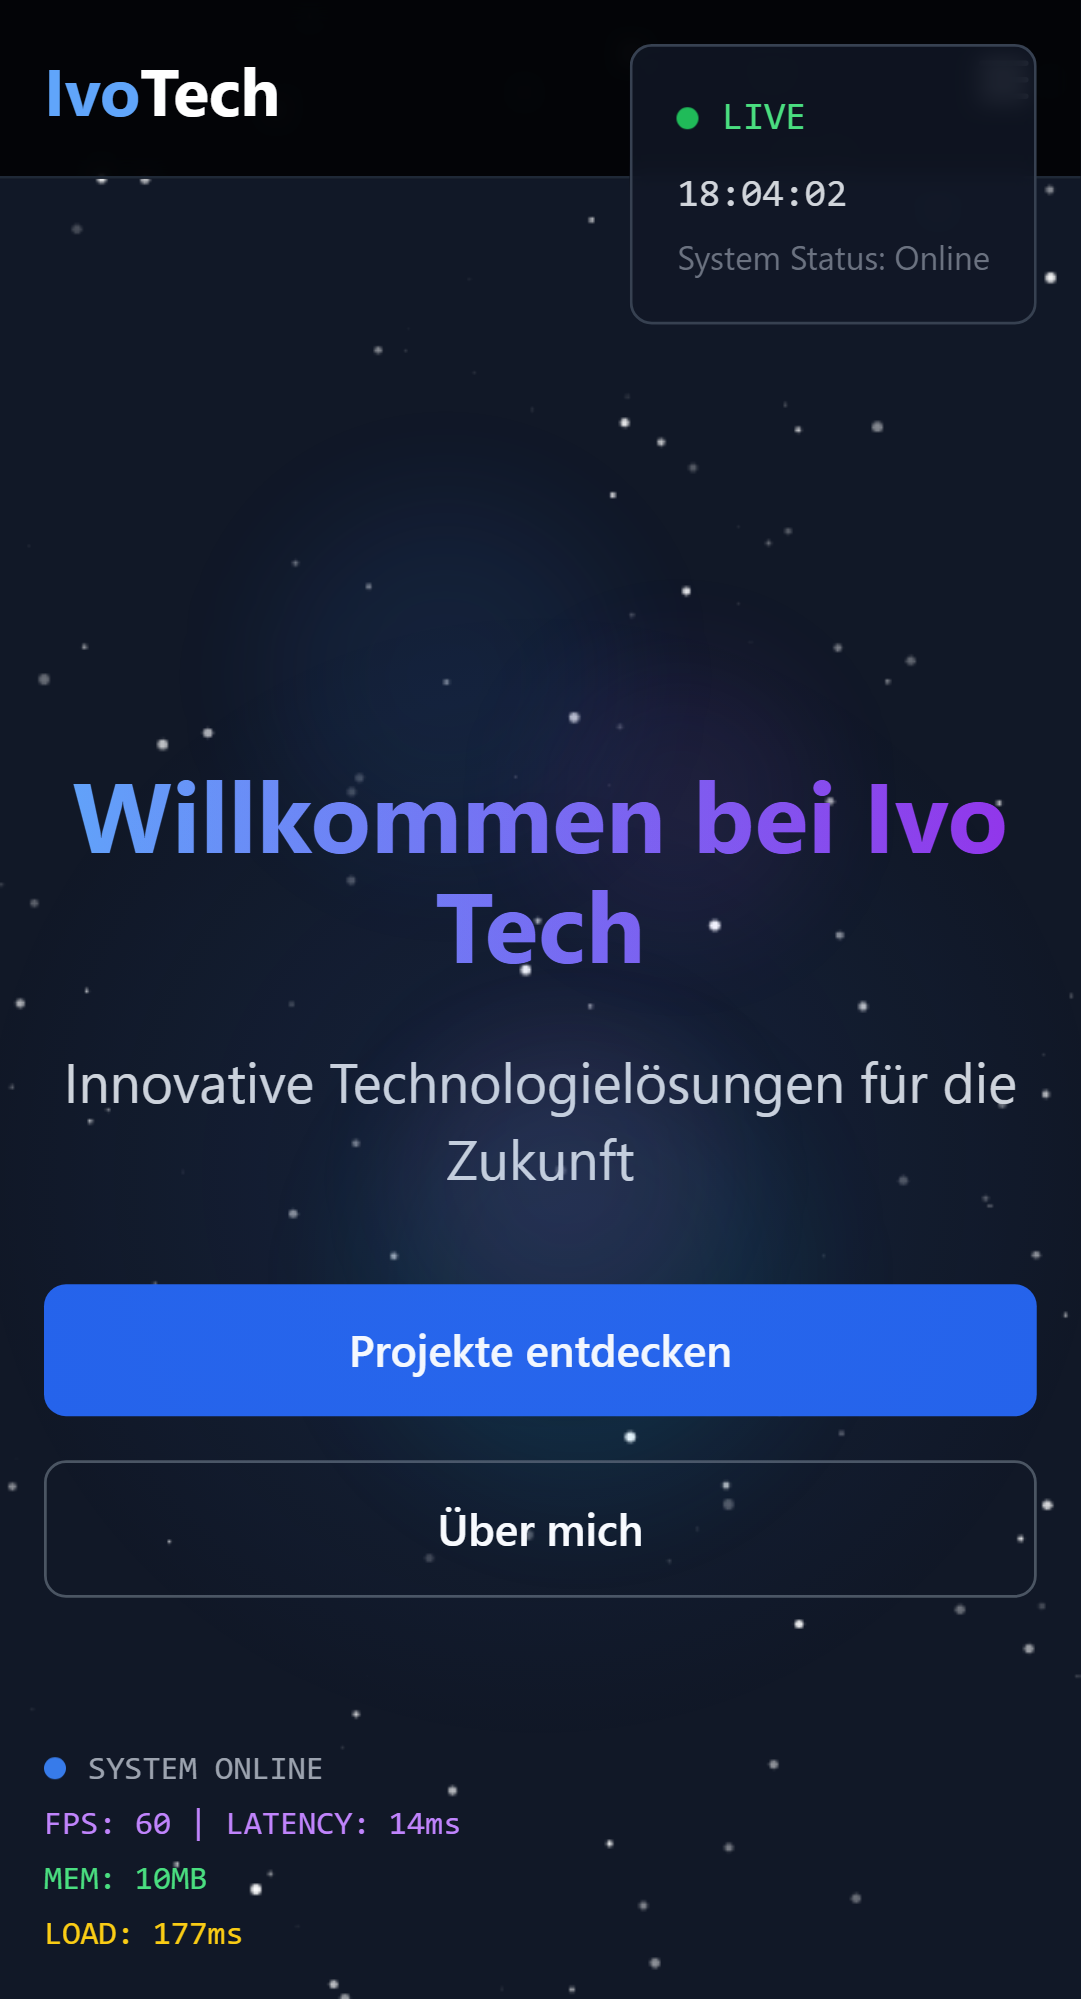 IvoTech
LIVE
18:04:02
System Status: Online
Willkommen bei Ivo
Tech
Innovative Technologielösungen für die
Zukunft
Projekte entdecken
Über mich
SYSTEM ONLINE
FPS: 60 | LATENCY: 14ms
MEM: 10MB
LOAD: 177ms